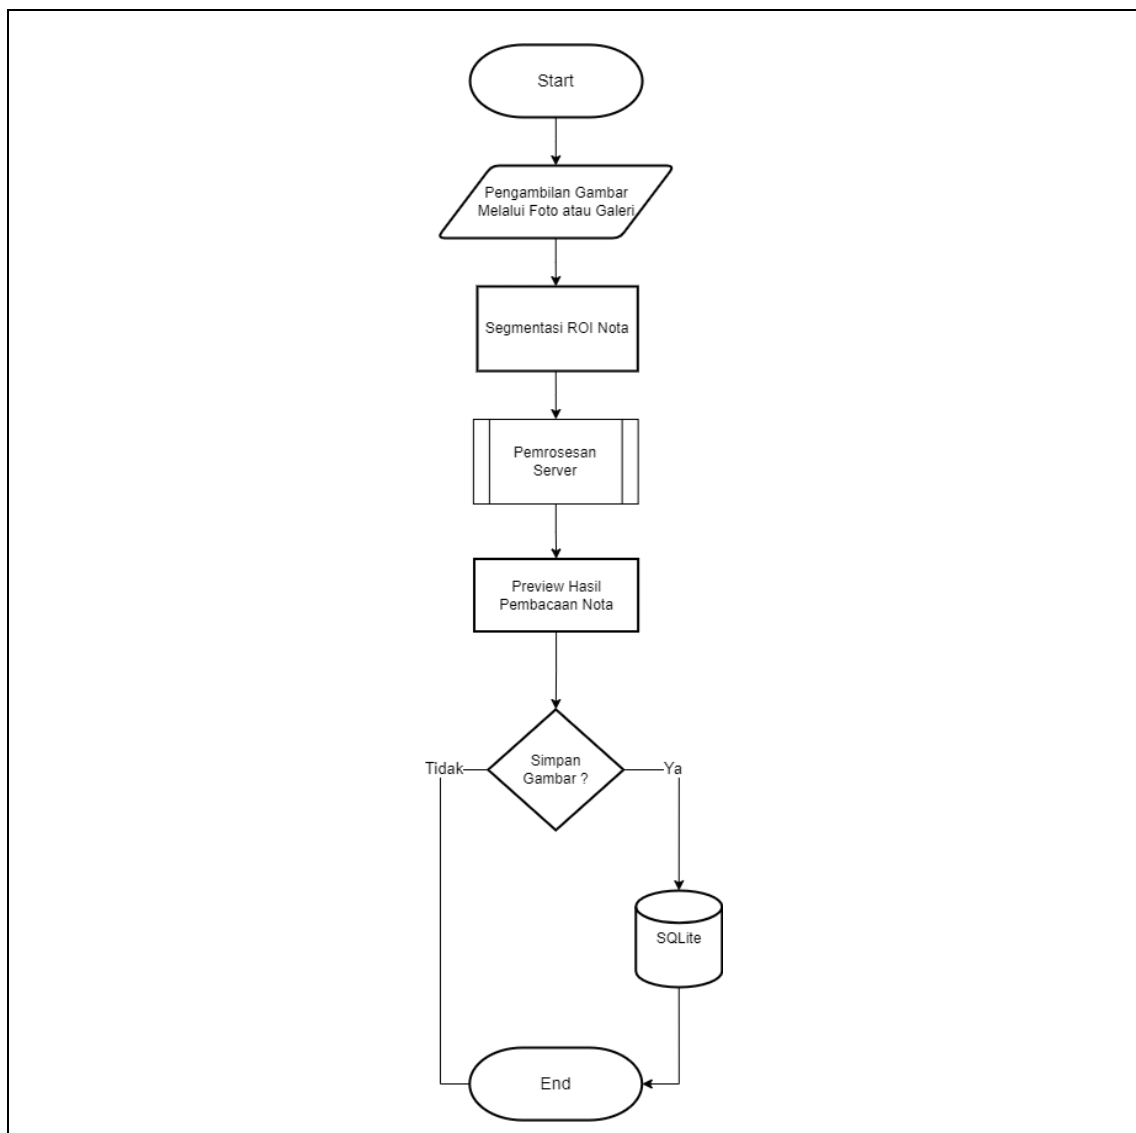 Start
Pengambilan Gambar
Melalui Foto atau Galeri
Segmentasi ROI Nota
Pemrosesan
Server
Preview Hasil
Pembacaan Nota
Simpan
Gambar ?
Tidak
Ya
SQLite
End